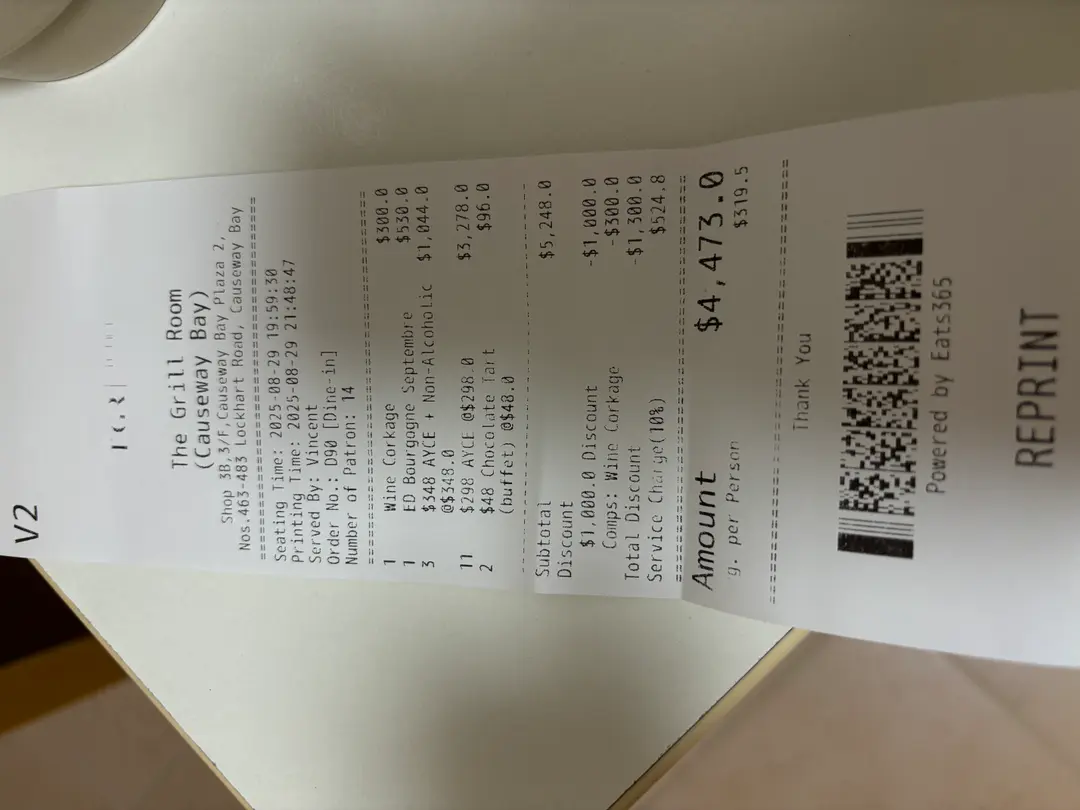 V2
The Grill Room
(Causeway Bay)
Shop 3B,3/F,Causeway Bay Plaza 2,
Nos.463-483 Lockhart Road, Causeway Bay
Seating Time: 2025-08-29 19:59:30
Printing Time: 2025-08-29 21:48:47
Served By: Vincent
Order No.: D90 [Dine-in]
Number of Patron: 14
1 Wine Corkage $300.0
1 ED Bourgogne Septembre $530.0
3 $348 AYCE + Non-Alcoholic $1,044.0
@$348.0
11 $298 AYCE @$298.0 $3,278.0
2 $48 Chocolate Tart $96.0
(buffet) @$48.0
Subtotal $5,248.0
Discount
$1,000.0 Discount -$1,000.0
Comps: Wine Corkage -$300.0
Total Discount -$1,300.0
Service Charge(10%) $524.8
Amount $4,473.0
g. per Person $319.5
Thank You
Powered by Eats365
REPRINT